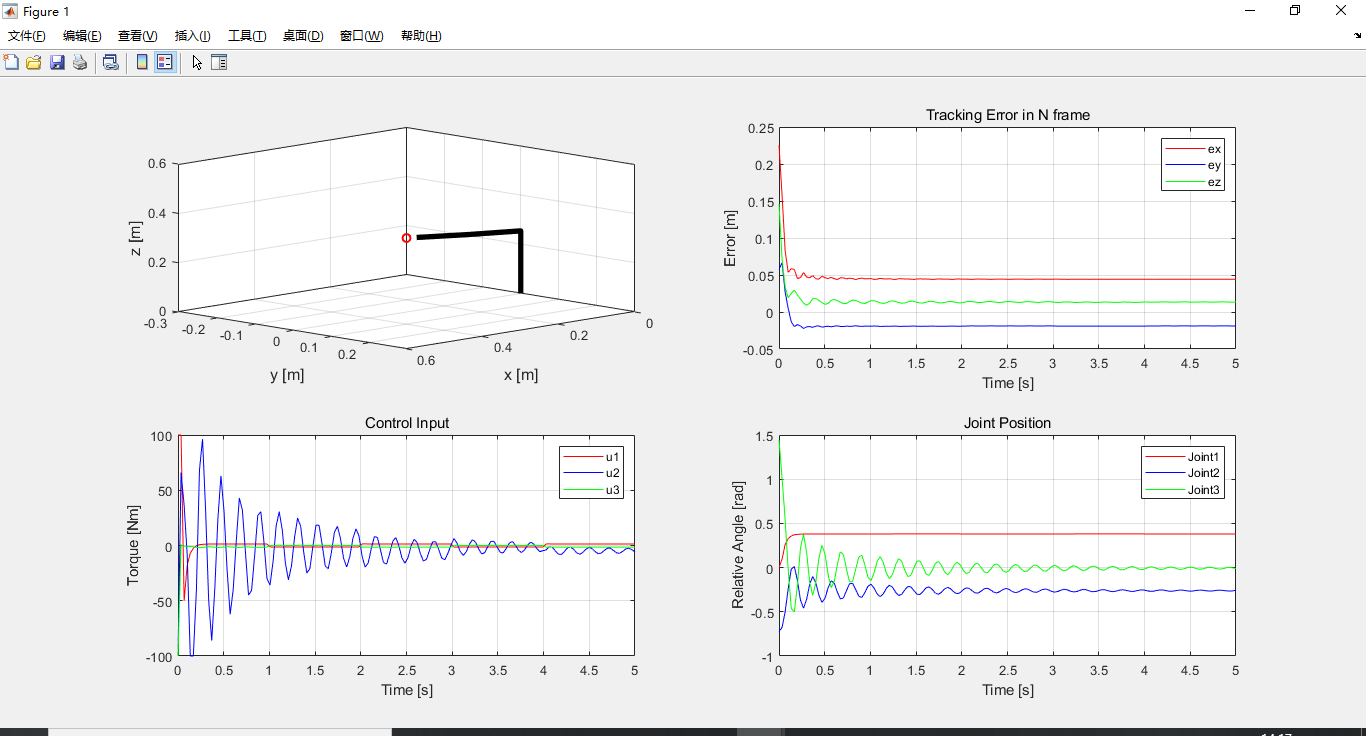 Figure 1
文件(F) 编辑(E) 查看(V) 插入(I) 工具(T) 桌面(D) 窗口(W) 帮助(H)
0.6
0.4
0.2
0
z [m]
-0.3
-0.2
-0.1
0
0.1
0.2
y [m]
0.6
0.4
0.2
0
x [m]
Tracking Error in N frame
0.25
0.2
0.15
0.1
0.05
0
-0.05
Error [m]
ex
ey
ez
0 0.5 1 1.5 2 2.5 3 3.5 4 4.5 5
Time [s]
Control Input
100
50
0
-50
-100
Torque [Nm]
u1
u2
u3
0 0.5 1 1.5 2 2.5 3 3.5 4 4.5 5
Time [s]
Joint Position
1.5
1
0.5
0
-0.5
-1
Relative Angle [rad]
Joint1
Joint2
Joint3
0 0.5 1 1.5 2 2.5 3 3.5 4 4.5 5
Time [s]